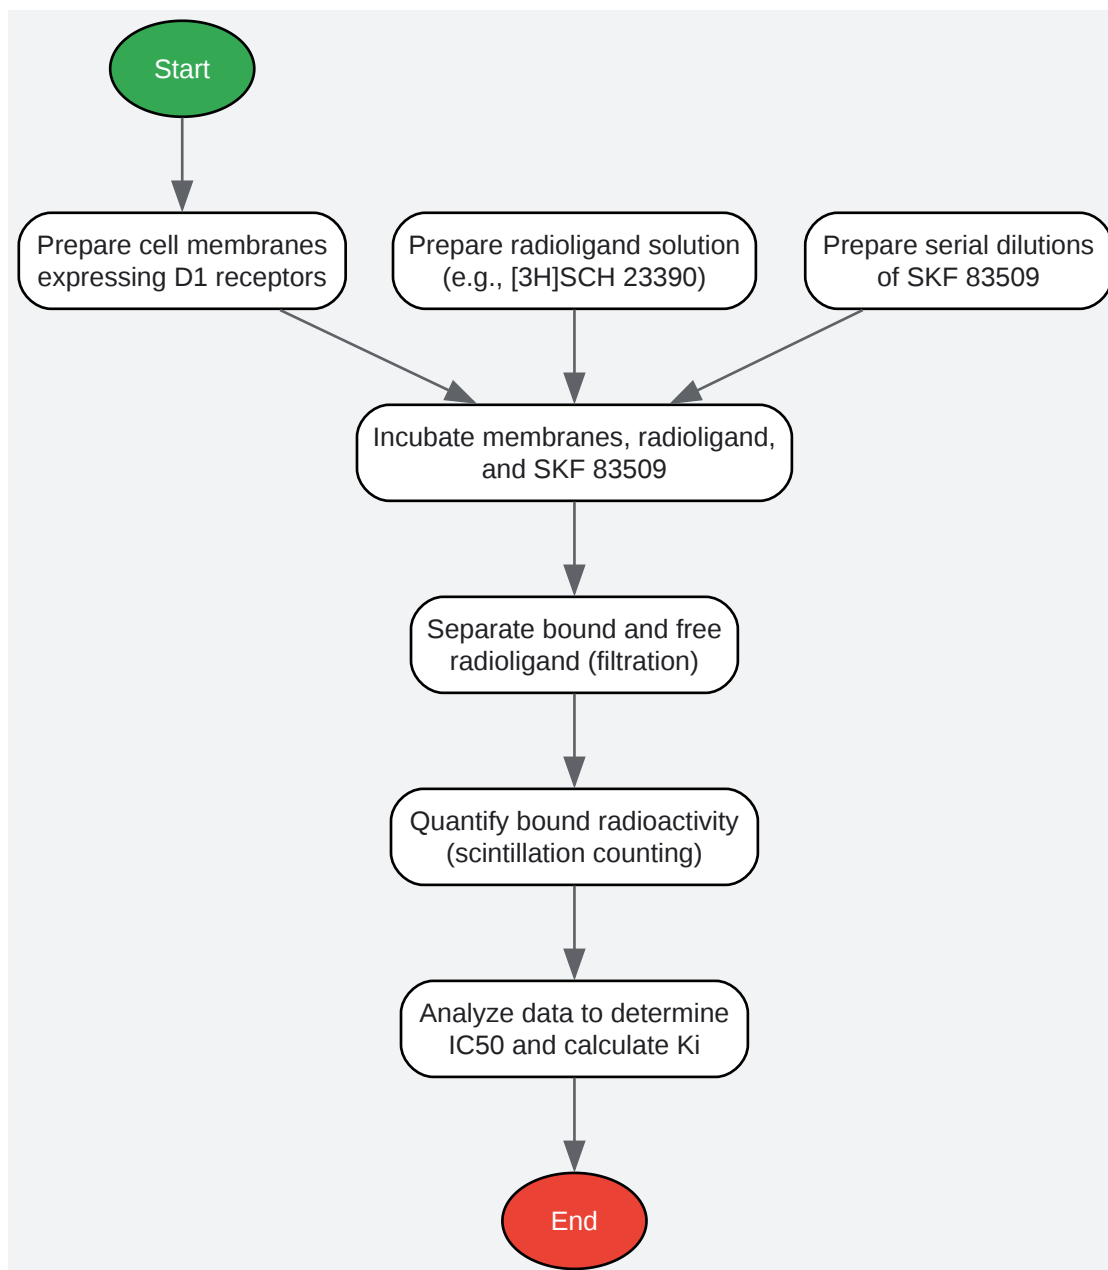 Start
Prepare cell membranes
expressing D1 receptors
Prepare radioligand solution
(e.g., [3H]SCH 23390)
Prepare serial dilutions
of SKF 83509
Incubate membranes, radioligand,
and SKF 83509
Separate bound and free
radioligand (filtration)
Quantify bound radioactivity
(scintillation counting)
Analyze data to determine
IC50 and calculate Ki
End